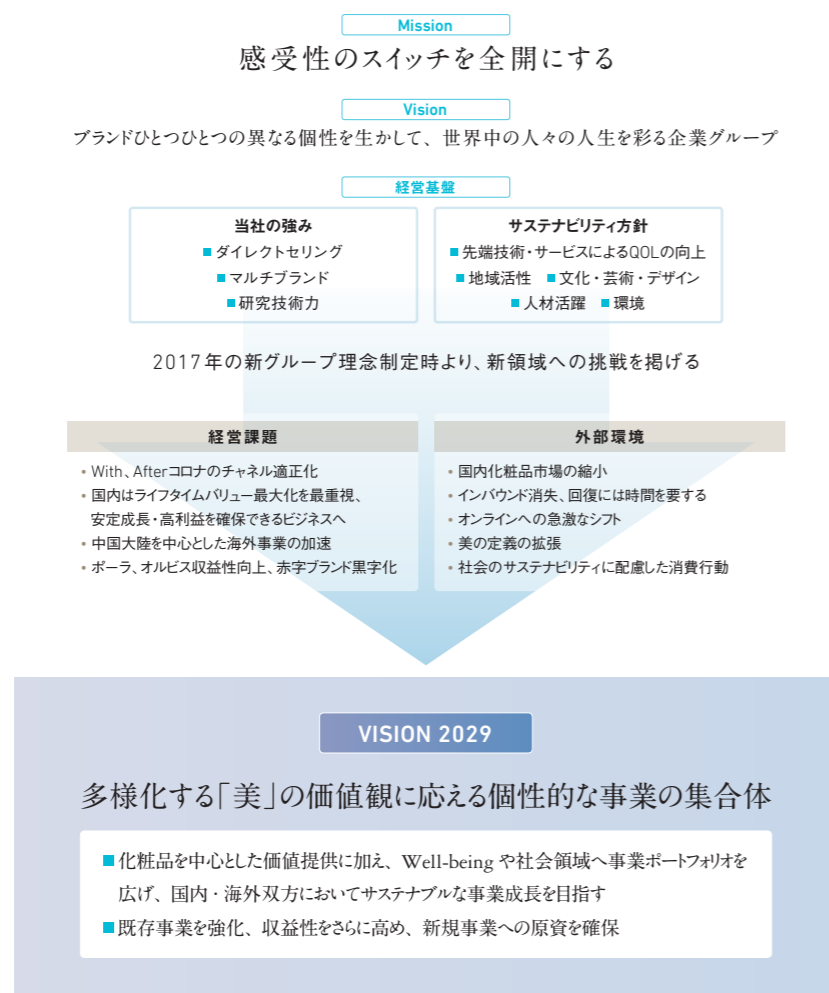 Mission
感受性のスイッチを全開にする
Vision
ブランドひとつひとつの異なる個性を生かして、世界中の人々の人生を彩る企業グループ
経営基盤
当社の強み
■ダイレクトセリング
■マルチブランド
■研究技術力
サステナビリティ方針
■先端技術・サービスによるQOLの向上
■地域活性 ■文化・芸術・デザイン
■人材活躍 ■環境
2017年の新グループ理念制定時より、新領域への挑戦を掲げる
経営課題
・With、Afterコロナのチャネル適正化
・国内はライフタイムバリュー最大化を最重視、
安定成長・高利益を確保できるビジネスへ
・中国大陸を中心とした海外事業の加速
・ポーラ、オルビス収益性向上、赤字ブランド黒字化
外部環境
・国内化粧品市場の縮小
・インバウンド消失、回復には時間を要する
・オンラインへの急激なシフト
・美の定義の拡張
・社会のサステナビリティに配慮した消費行動
VISION 2029
多様化する「美」の価値観に応える個性的な事業の集合体
■化粧品を中心とした価値提供に加え、Well-being や社会領域へ事業ポートフォリオを
広げ、国内・海外双方においてサステナブルな事業成長を目指す
■既存事業を強化、収益性をさらに高め、新規事業への原資を確保